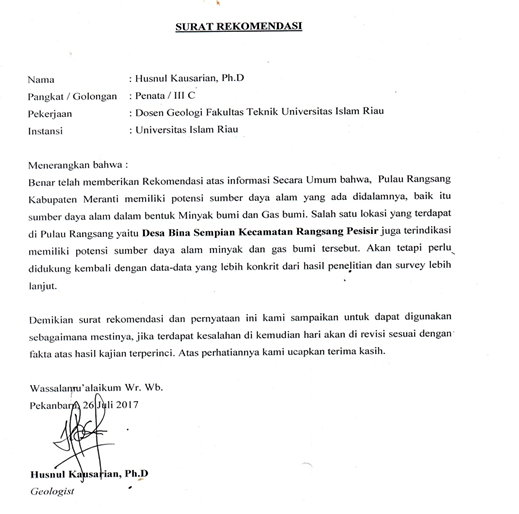 SURAT REKOMENDASI
Nama : Husnul Kausarian, Ph.D
Pangkat / Golongan : Penata / III C
Pekerjaan : Dosen Geologi Fakultas Teknik Universitas Islam Riau
Instansi : Universitas Islam Riau
Menerangkan bahwa :
Benar telah memberikan Rekomendasi atas informasi Secara Umum bahwa, Pulau Rangsang
Kabupaten Meranti memiliki potensi sumber daya alam yang ada didalamnya, baik itu
sumber daya alam dalam bentuk Minyak bumi dan Gas bumi. Salah satu lokasi yang terdapat
di Pulau Rangsang yaitu Desa Bina Sempian Kecamatan Rangsang Pesisir juga terindikasi
memiliki potensi sumber daya alam minyak dan gas bumi tersebut. Akan tetapi perlu
didukung kembali dengan data-data yang lebih konkrit dari hasil penelitian dan survey lebih
lanjut.
Demikian surat rekomendasi dan pernyataan ini kami sampaikan untuk dapat digunakan
sebagaimana mestinya, jika terdapat kesalahan di kemudian hari akan di revisi sesuai dengan
fakta atas hasil kajian terperinci. Atas perhatiannya kami ucapkan terima kasih.
Wassalamu'alaikum Wr. Wb.
Pekanbaru, 26 Juli 2017
Husnul Kausarian, Ph.D
Geologist